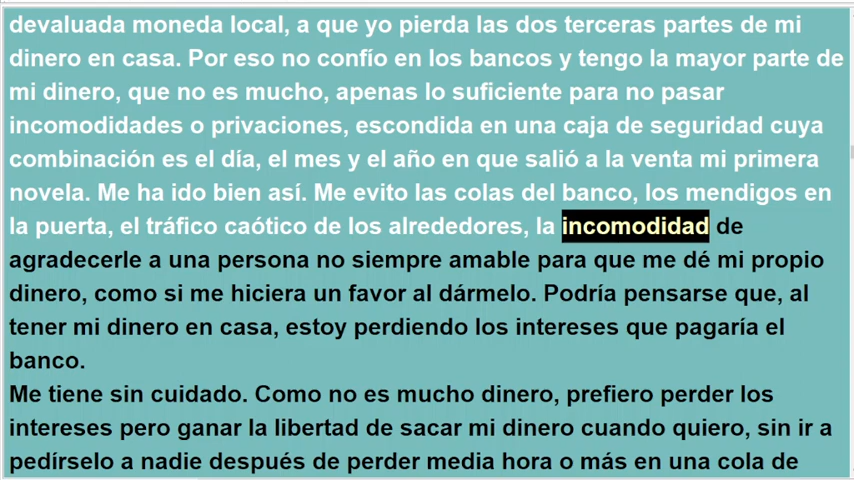 devaluada moneda local, a que yo pierda las dos terceras partes de mi
dinero en casa. Por eso no confío en los bancos y tengo la mayor parte de
mi dinero, que no es mucho, apenas lo suficiente para no pasar
incomodidades o privaciones, escondida en una caja de seguridad cuya
combinación es el día, el mes y el año en que salió a la venta mi primera
novela. Me ha ido bien así. Me evito las colas del banco, los mendigos en
la puerta, el tráfico caótico de los alrededores, la incomodidad de
agradecerle a una persona no siempre amable para que me dé mi propio
dinero, como si me hiciera un favor al dármelo. Podría pensarse que, al
tener mi dinero en casa, estoy perdiendo los intereses que pagaría el
banco.
Me tiene sin cuidado. Como no es mucho dinero, prefiero perder los
intereses pero ganar la libertad de sacar mi dinero cuando quiero, sin ir a
pedírselo a nadie después de perder media hora o más en una cola de